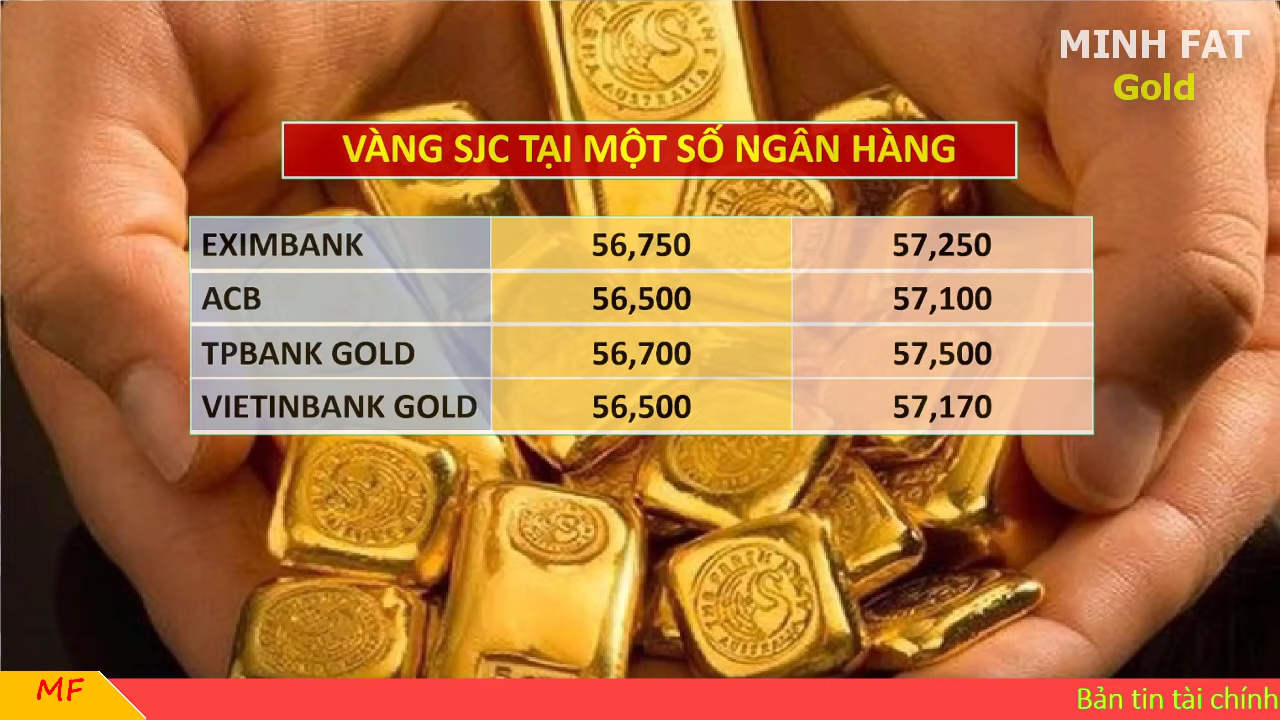 MINH FAT
Gold
VÀNG SJC TẠI MỘT SỐ NGÂN HÀNG
EXIMBANK 56,750 57,250
ACB 56,500 57,100
TPBANK GOLD 56,700 57,500
VIETINBANK GOLD 56,500 57,170
MF
Bản tin tài chính